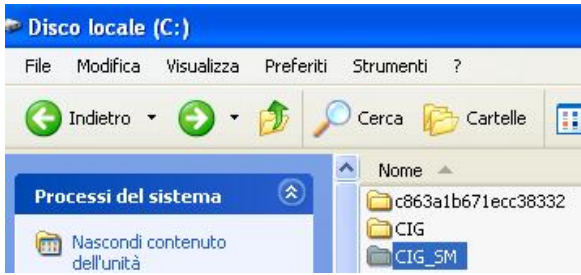 Disco locale (C:)
File Modifica Visualizza Preferiti Strumenti ?
Indietro Cerca Cartelle
Nome
Processi del sistema
c863a1b671ecc38332
CIG
Nascondi contenuto
dell'unità
CIG_SM